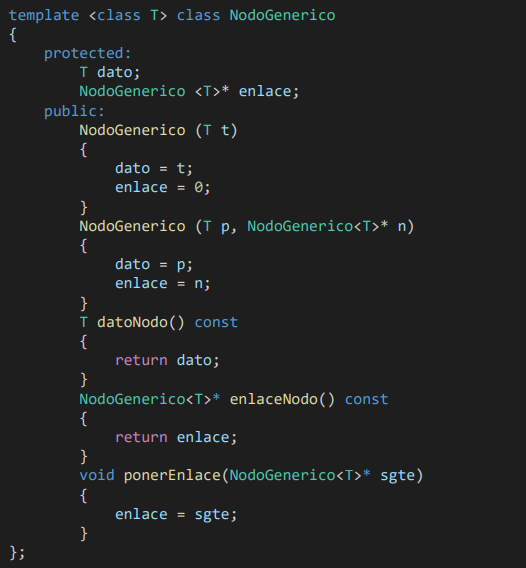 template <class T> class NodoGenerico
{
    protected:
        T dato;
        NodoGenerico <T>* enlace;
    public:
        NodoGenerico (T t)
        {
            dato = t;
            enlace = 0;
        }
        NodoGenerico (T p, NodoGenerico<T>* n)
        {
            dato = p;
            enlace = n;
        }
        T datoNodo() const
        {
            return dato;
        }
        NodoGenerico<T>* enlaceNodo() const
        {
            return enlace;
        }
        void ponerEnlace(NodoGenerico<T>* sgte)
        {
            enlace = sgte;
        }
};